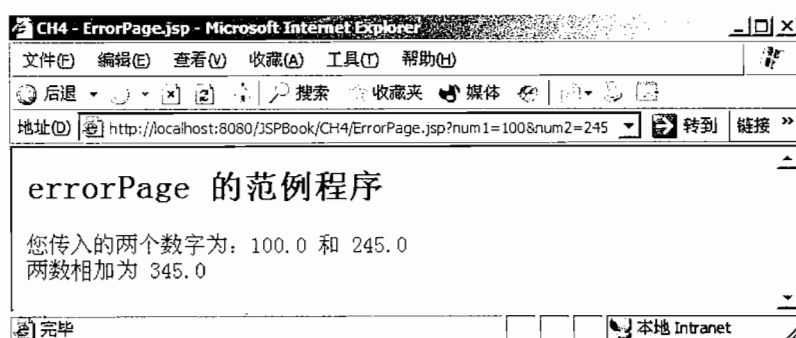 CH4 - ErrorPage.jsp - Microsoft Internet Explorer
文件(F) 编辑(E) 查看(V) 收藏(A) 工具(T) 帮助(H)
后退 搜索 收藏夹 媒体
地址(D) http://localhost:8080/JSPBook/CH4/ErrorPage.jsp?num1=100&num2=245 转到 链接 »
errorPage 的范例程序
您传入的两个数字为: 100.0 和 245.0
两数相加为 345.0
完毕 本地 Intranet